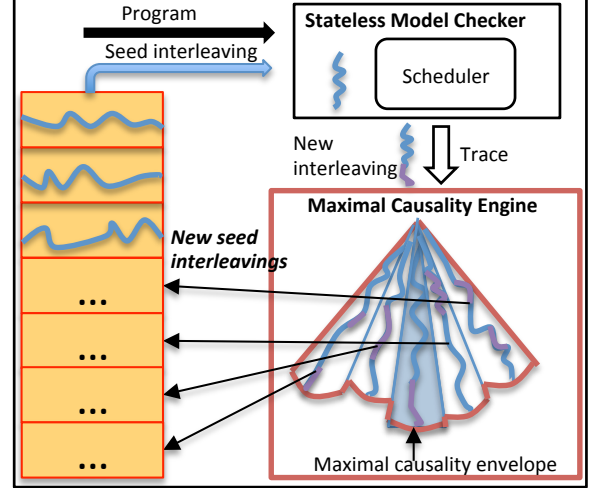 Program
Seed interleaving
Stateless Model Checker
Scheduler
New
interleaving
Trace
Maximal Causality Engine
New seed
interleavings
...
...
...
...
Maximal causality envelope